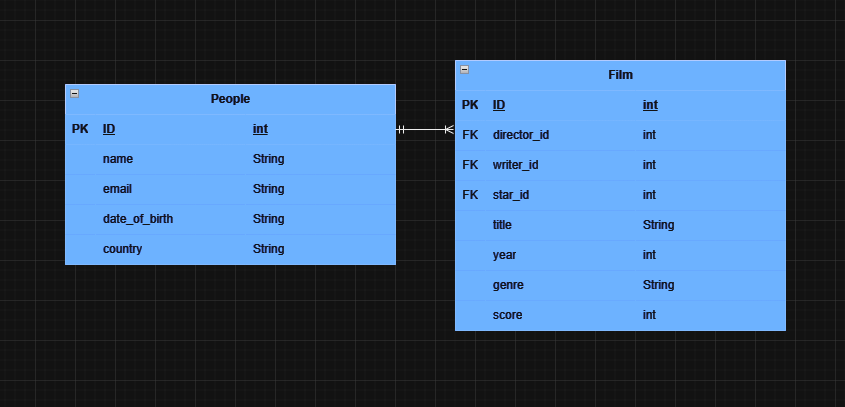 People
PK ID int
name String
email String
date_of_birth String
country String
Film
PK ID int
FK director_id int
FK writer_id int
FK star_id int
title String
year int
genre String
score int